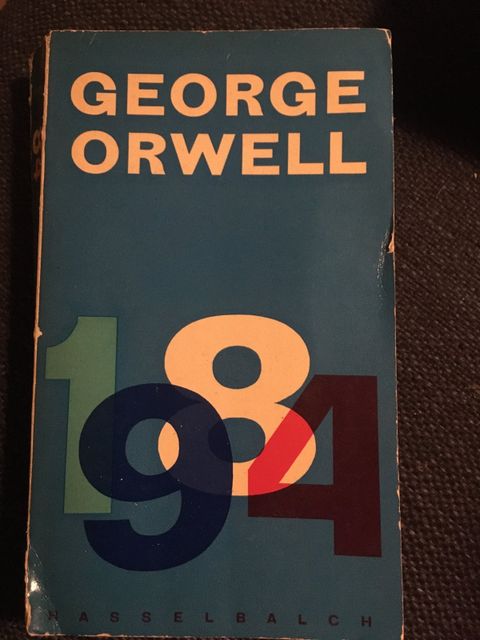 GEORGE
ORWELL
1984
HASSELBALCH